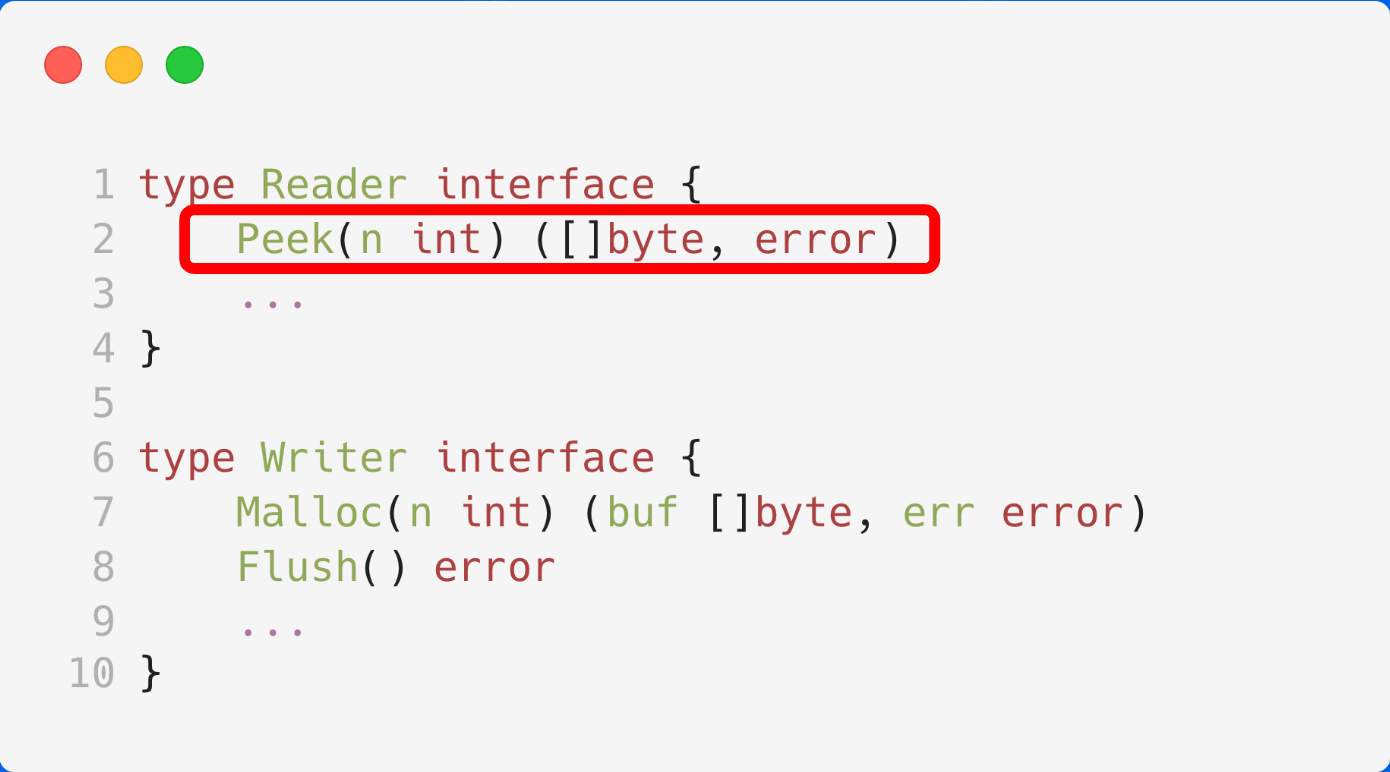 1 type Reader interface {
2     Peek(n int) ([]byte, error)
3     ...
4 }
5
6 type Writer interface {
7     Malloc(n int) (buf []byte, err error)
8     Flush() error
9     ...
10 }